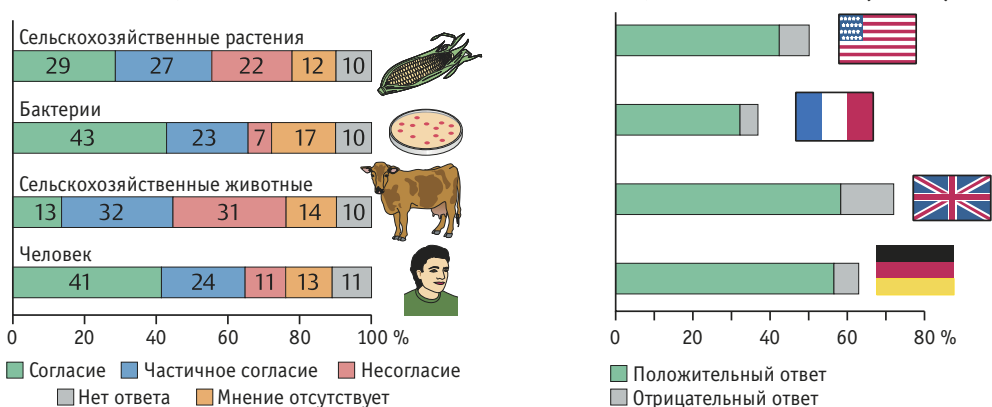 Сельскохозяйственные растения
29 27 22 12 10
Бактерии
43 23 7 17 10
Сельскохозяйственные животные
13 32 31 14 10
Человек
41 24 11 13 11
0 20 40 60 80 100 %
Согласие Частичное согласие Несогласие
Нет ответа Мнение отсутствует
0 20 40 60 80 %
Положительный ответ
Отрицательный ответ